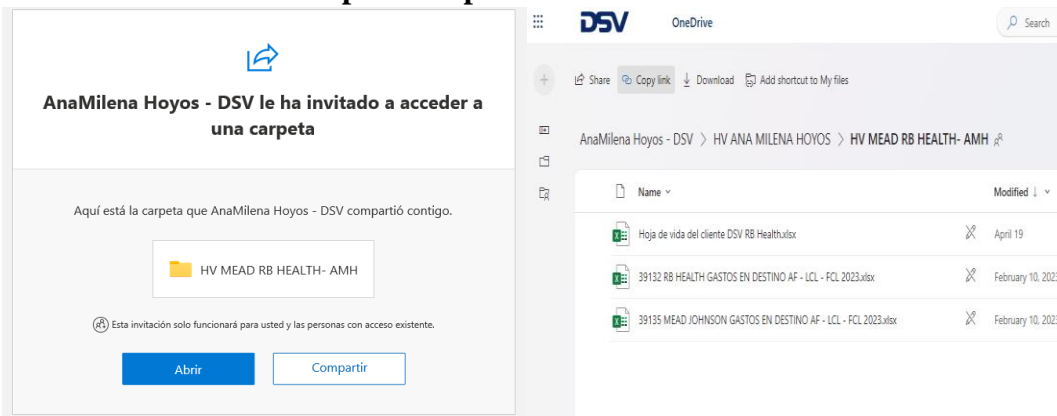 AnaMilena Hoyos - DSV le ha invitado a acceder a
una carpeta
Aquí está la carpeta que AnaMilena Hoyos - DSV compartió contigo.
HV MEAD RB HEALTH- AMH
Esta invitación solo funcionará para usted y las personas con acceso existente.
Abrir
Compartir
DSV
OneDrive
Search
Share
Copy link
Download
Add shortcut to My files
AnaMilena Hoyos - DSV > HV ANA MILENA HOYOS > HV MEAD RB HEALTH- AMH
Name
Modified ↓
Hoja de vida del cliente DSV RB Health.xlsx
April 19
39132 RB HEALTH GASTOS EN DESTINO AF - LCL - FCL 2023.xlsx
February 10, 2023
39135 MEAD JOHNSON GASTOS EN DESTINO AF - LCL - FCL 2023.xlsx
February 10, 2023